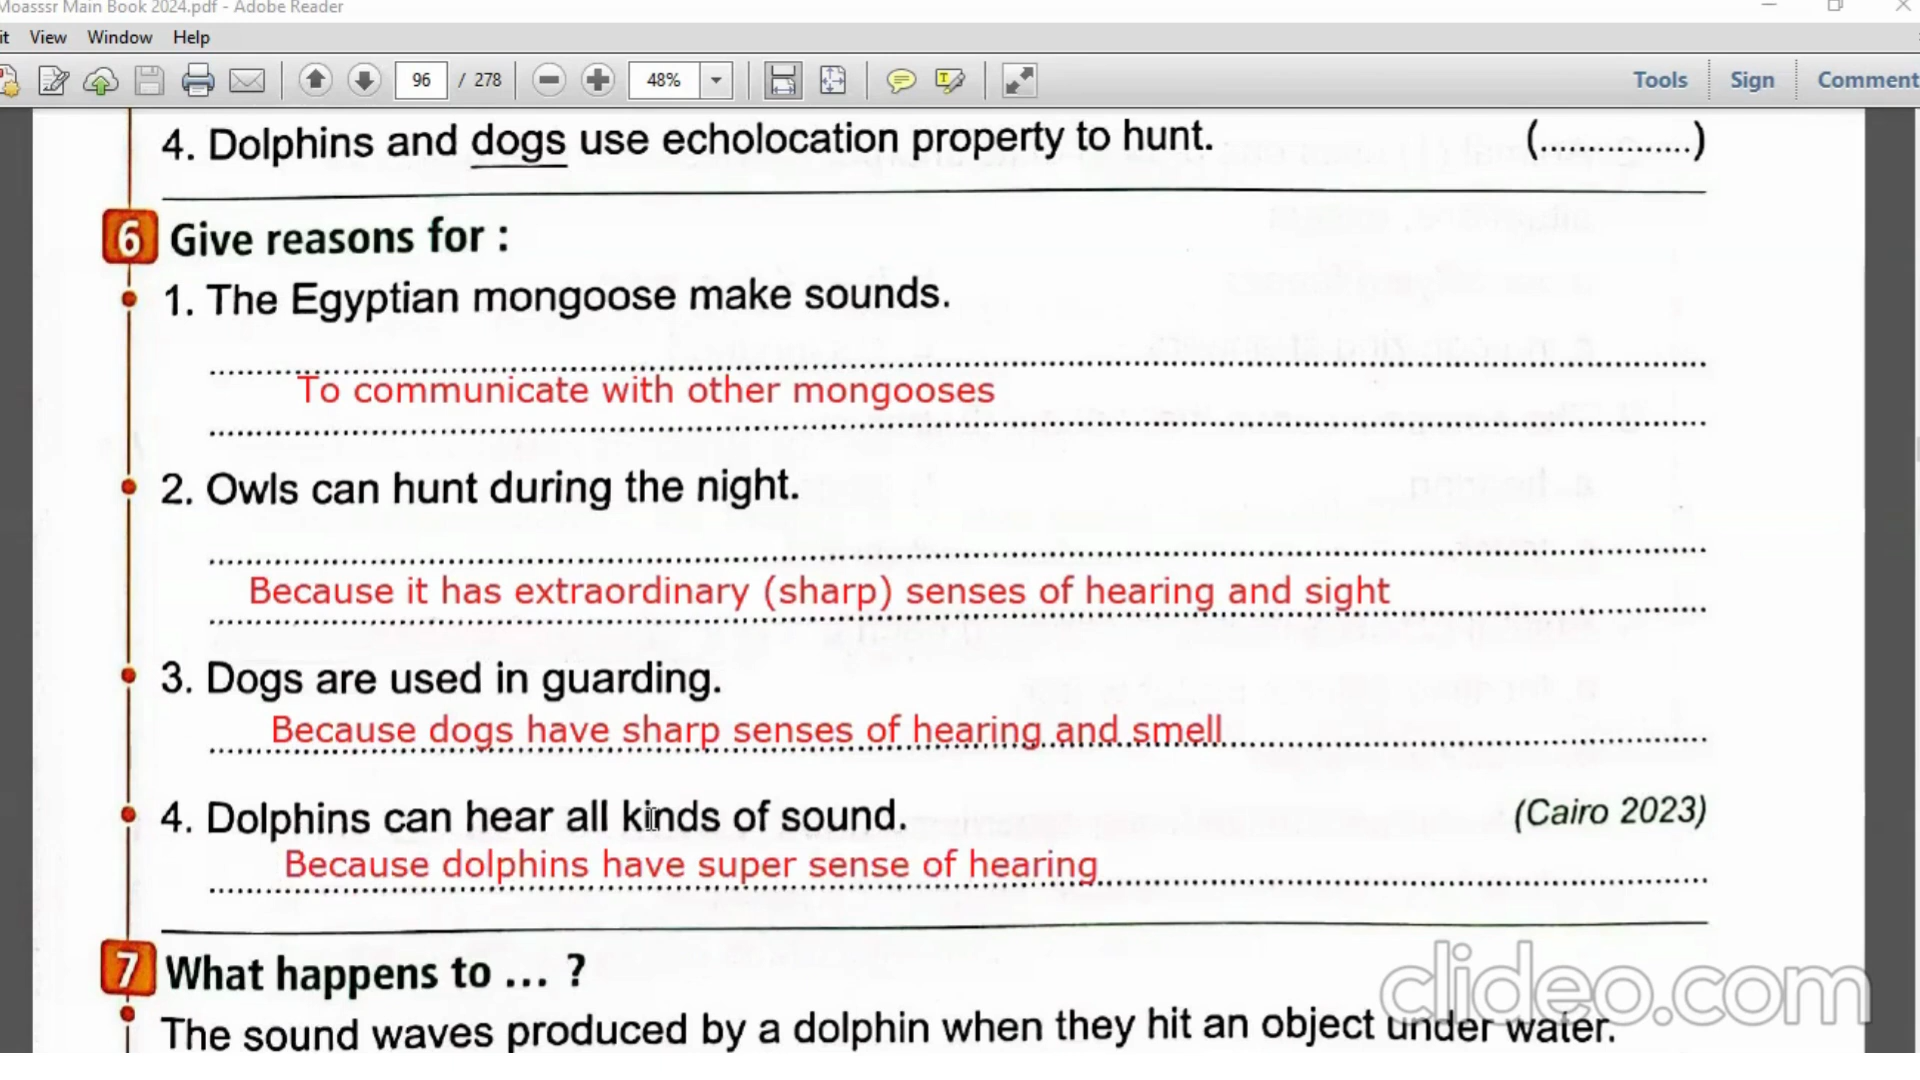 Moasssr Main Book 2024.pdf - Adobe Reader
it View Window Help
96 / 278 48% Tools Sign Comment
4. Dolphins and dogs use echolocation property to hunt. (...............)
6 Give reasons for :
1. The Egyptian mongoose make sounds.
To communicate with other mongooses
2. Owls can hunt during the night.
Because it has extraordinary (sharp) senses of hearing and sight
3. Dogs are used in guarding.
Because dogs have sharp senses of hearing and smell
4. Dolphins can hear all kinds of sound. (Cairo 2023)
Because dolphins have super sense of hearing
7 What happens to ... ?
clideo.com
The sound waves produced by a dolphin when they hit an object under water.